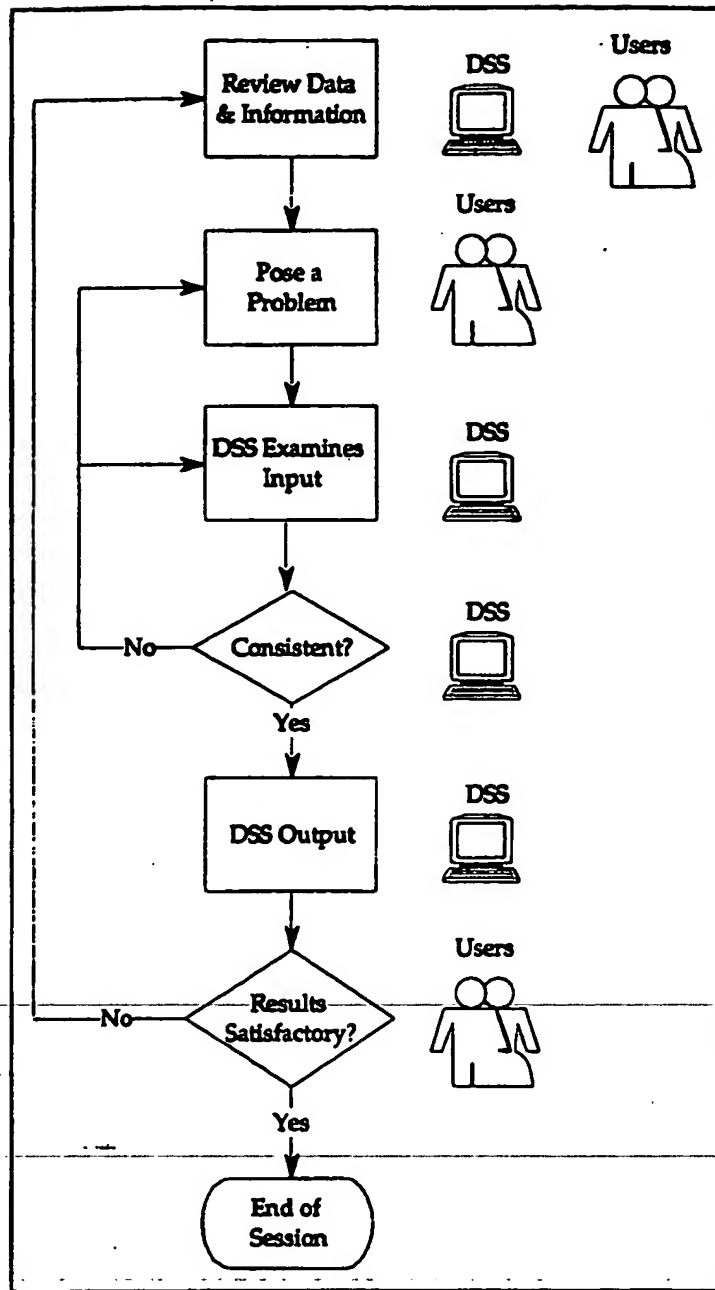 Review Data
& Information
DSS
Users
Pose a
Problem
Users
DSS Examines
Input
DSS
Consistent?
DSS
No
Yes
DSS Output
DSS
Results
Satisfactory?
Users
No
Yes
End of
Session